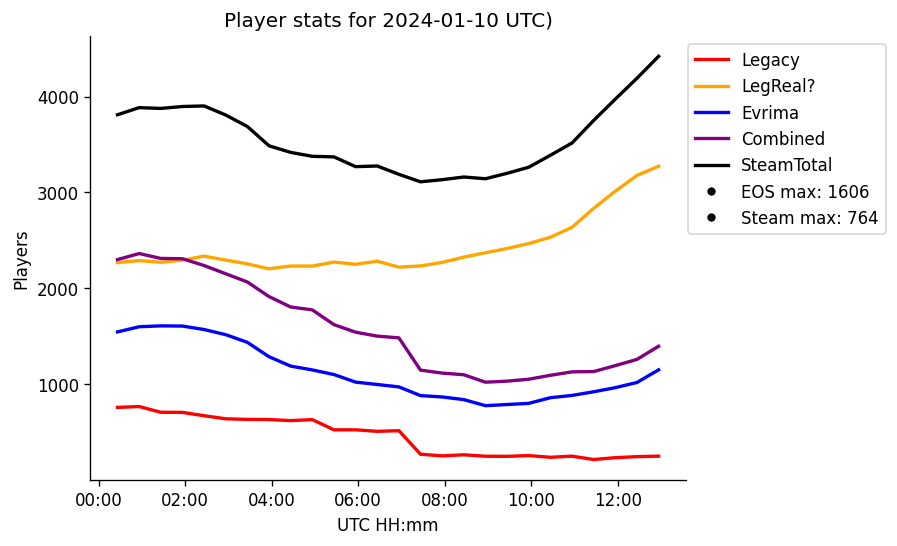 Player stats for 2024-01-10 UTC)
Legacy
LegReal?
Evrima
Combined
SteamTotal
EOS max: 1606
Steam max: 764
Players
4000
3000
2000
1000
00:00 02:00 04:00 06:00 08:00 10:00 12:00
UTC HH:mm